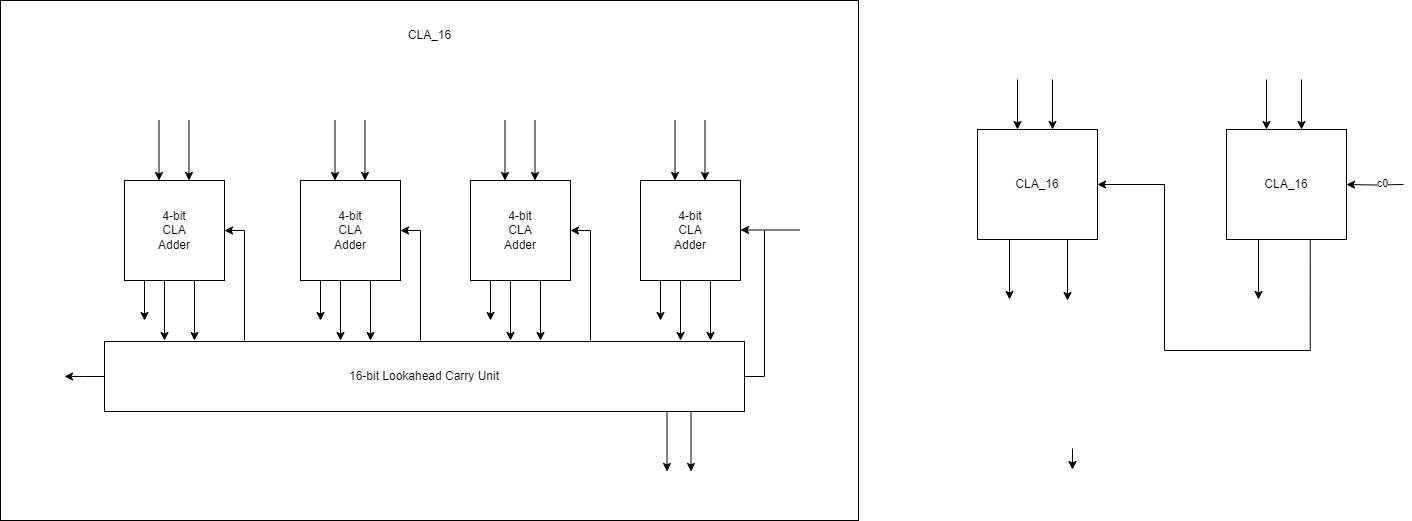 CLA_16
4-bit
CLA
Adder
4-bit
CLA
Adder
4-bit
CLA
Adder
4-bit
CLA
Adder
16-bit Lookahead Carry Unit
CLA_16
CLA_16
c0